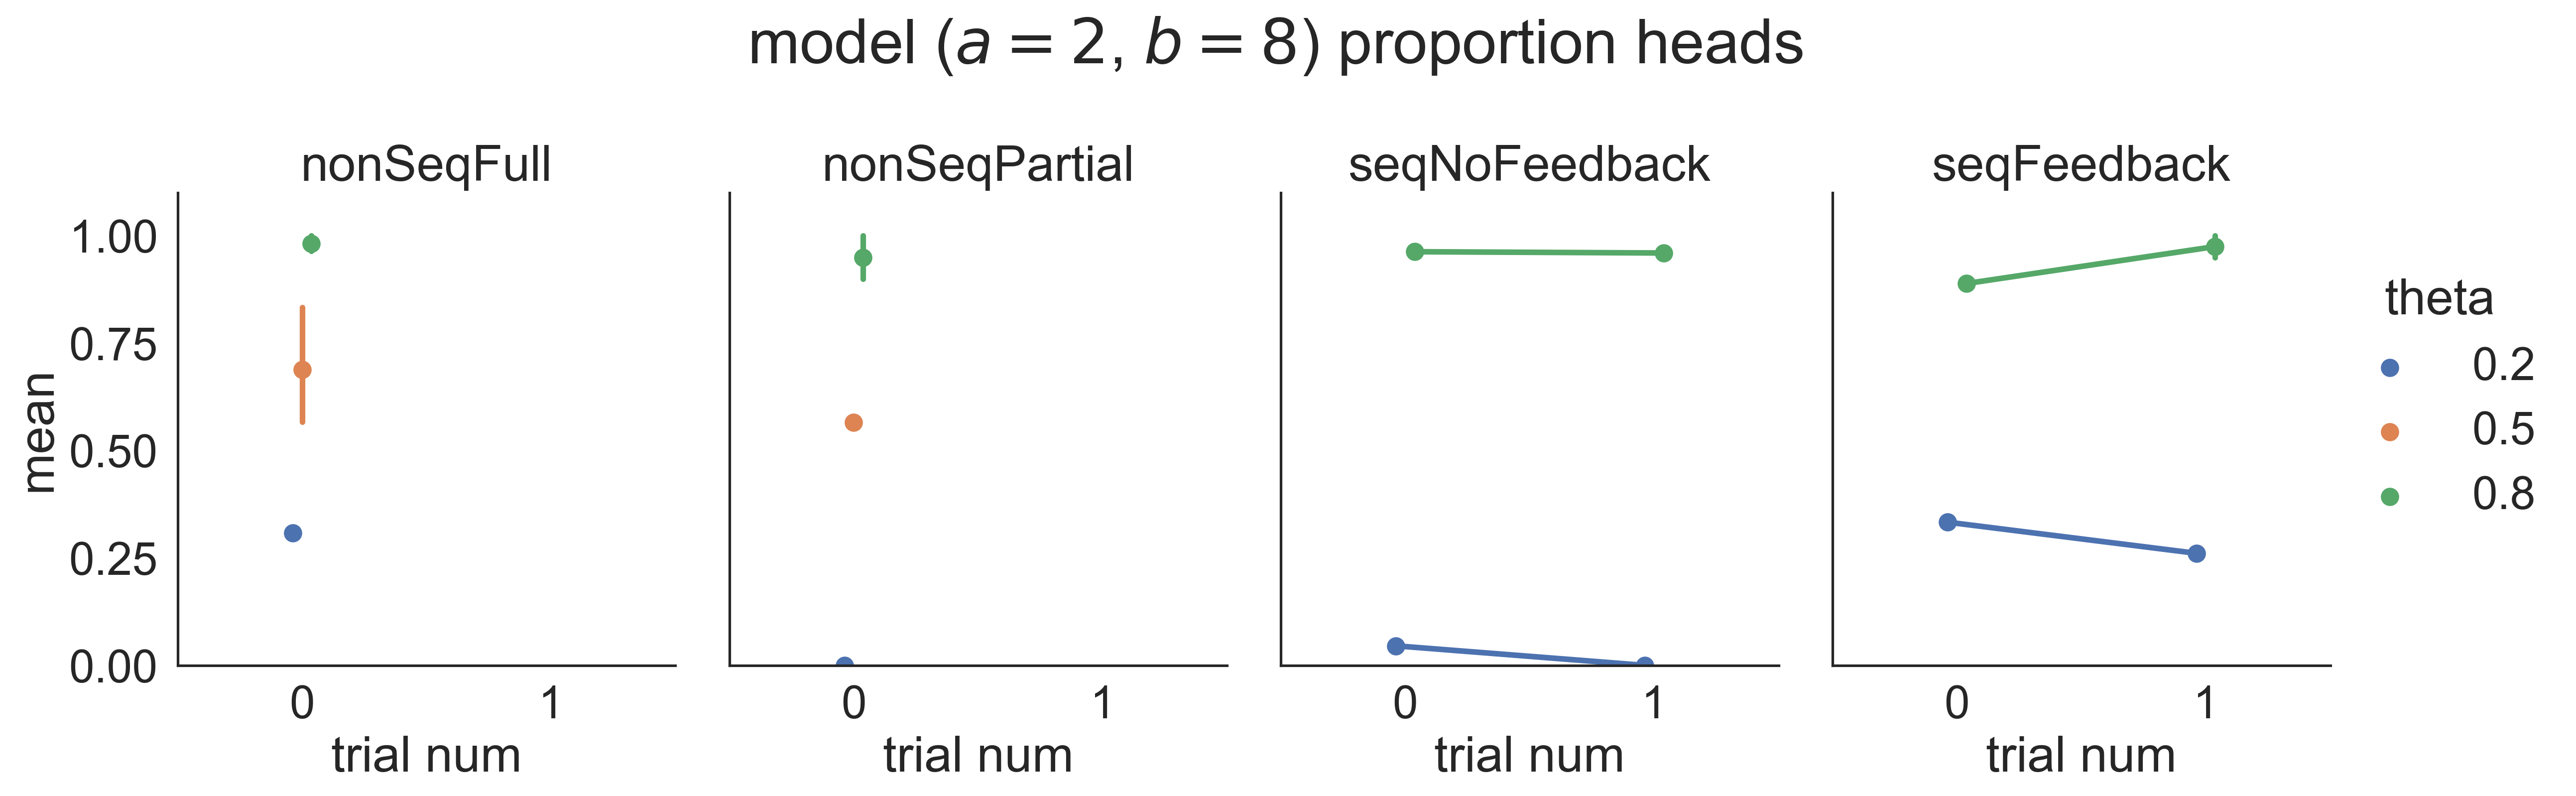 model (a = 2, b = 8) proportion heads
nonSeqFull
nonSeqPartial
seqNoFeedback
seqFeedback
mean
1.00
0.75
0.50
0.25
0.00
0 1
0 1
0 1
0 1
trial num
trial num
trial num
trial num
theta
0.2
0.5
0.8